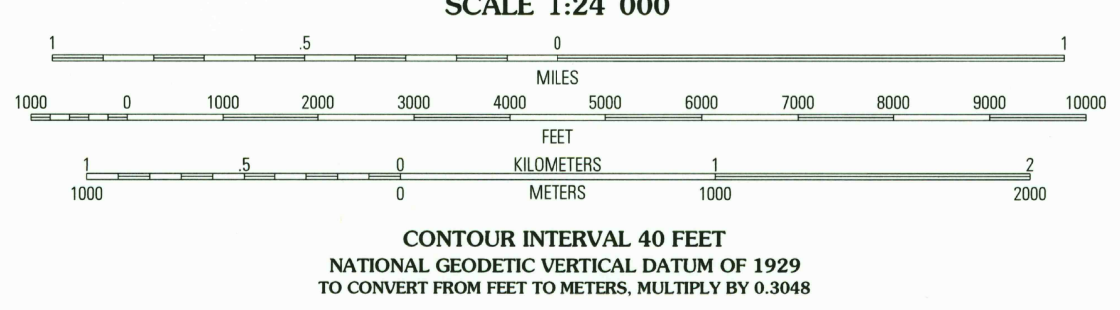 SCALE 1:24 000
1 .5 0 1
MILES
1000 0 1000 2000 3000 4000 5000 6000 7000 8000 9000 10000
FEET
1 .5 0 KILOMETERS 1 2
1000 0 METERS 1000 2000
CONTOUR INTERVAL 40 FEET
NATIONAL GEODETIC VERTICAL DATUM OF 1929
TO CONVERT FROM FEET TO METERS, MULTIPLY BY 0.3048